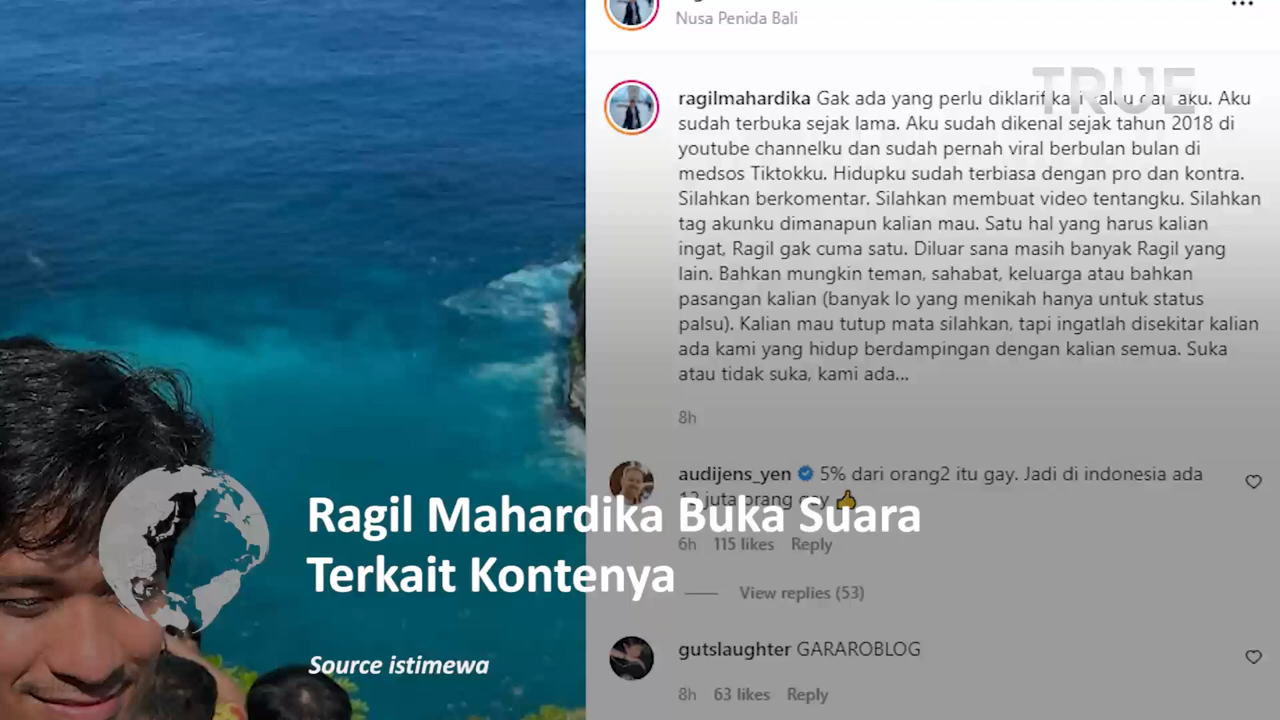 Nusa Penida Bali
TRUE
ragilmahardika Gak ada yang perlu diklarifikasi kalau dari aku. Aku
sudah terbuka sejak lama. Aku sudah dikenal sejak tahun 2018 di
youtube channelku dan sudah pernah viral berbulan bulan di
medsos Tiktokku. Hidupku sudah terbiasa dengan pro dan kontra.
Silahkan berkomentar. Silahkan membuat video tentangku. Silahkan
tag akunku dimanapun kalian mau. Satu hal yang harus kalian
ingat, Ragil gak cuma satu. Diluar sana masih banyak Ragil yang
lain. Bahkan mungkin teman, sahabat, keluarga atau bahkan
pasangan kalian (banyak lo yang menikah hanya untuk status
palsu). Kalian mau tutup mata silahkan, tapi ingatlah disekitar kalian
ada kami yang hidup berdampingan dengan kalian semua. Suka
atau tidak suka, kami ada...
8h
audijens_yen 5% dari orang2 itu gay. Jadi di indonesia ada
juta orang gay 👍
6h 115 likes Reply
View replies (53)
gutslaughter GARAROBLOG
8h 63 likes Reply
Ragil Mahardika Buka Suara
Terkait Kontenya
Source istimewa